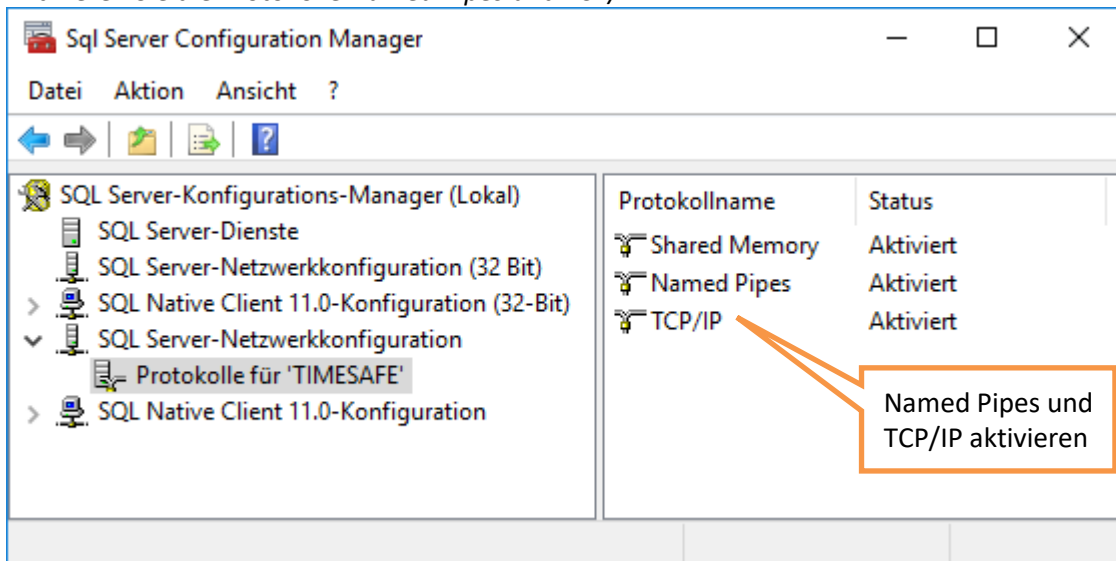 Sql Server Configuration Manager
Datei Aktion Ansicht ?
SQL Server-Konfigurations-Manager (Lokal)
SQL Server-Dienste
SQL Server-Netzwerkkonfiguration (32 Bit)
SQL Native Client 11.0-Konfiguration (32-Bit)
SQL Server-Netzwerkkonfiguration
Protokolle für 'TIMESAFE'
SQL Native Client 11.0-Konfiguration
Protokollname Status
Shared Memory Aktiviert
Named Pipes Aktiviert
TCP/IP Aktiviert
Named Pipes und
TCP/IP aktivieren